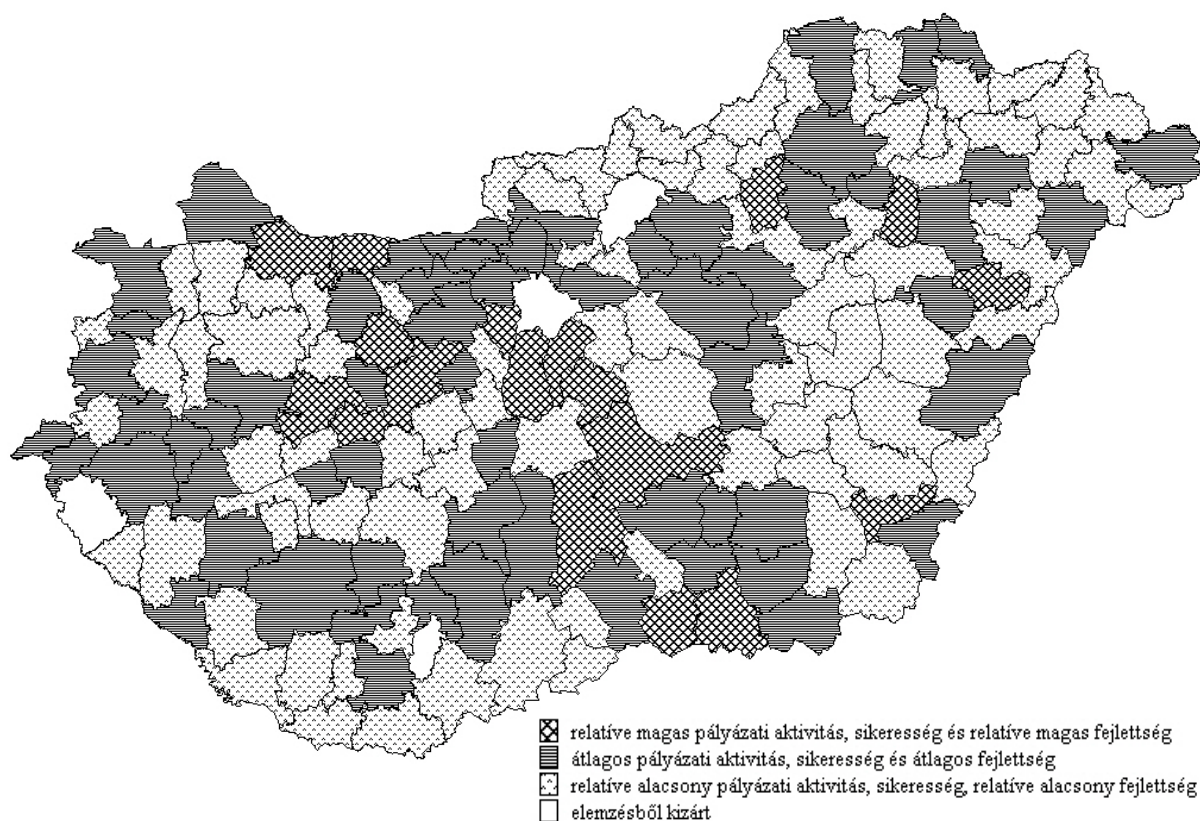 relatíve magas pályázati aktivitás, sikeresség és relatíve magas fejlettség
átlagos pályázati aktivitás, sikeresség és átlagos fejlettség
relatíve alacsony pályázati aktivitás, sikeresség, relatíve alacsony fejlettség
elemzésből kizárt